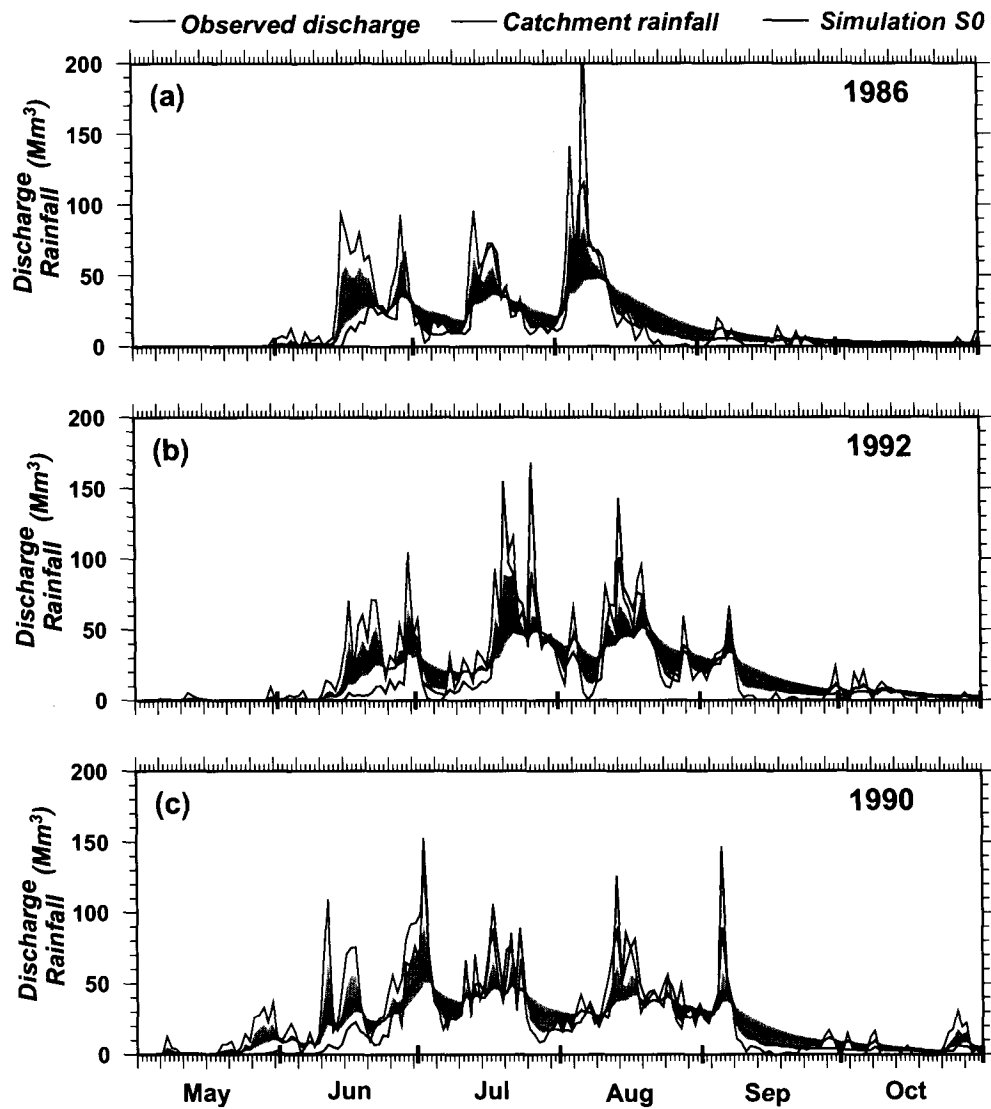 Observed discharge Catchment rainfall Simulation S0
200
(a) 1986
150
100
50
0
Discharge (Mm³)
Rainfall
200
(b) 1992
150
100
50
0
Discharge (Mm³)
Rainfall
200
(c) 1990
150
100
50
0
Discharge (Mm³)
Rainfall
May Jun Jul Aug Sep Oct